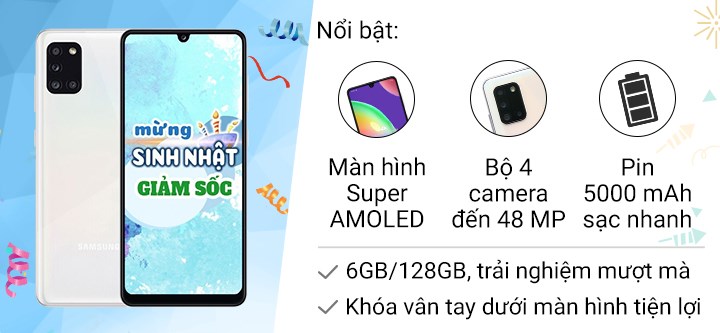 SAMSUNG
mừng
SINH NHẬT
GIẢM SỐC
Nổi bật:
Màn hình
Super
AMOLED
Bộ 4
camera
đến 48 MP
Pin
5000 mAh
sạc nhanh
6GB/128GB, trải nghiệm mượt mà
Khóa vân tay dưới màn hình tiện lợi